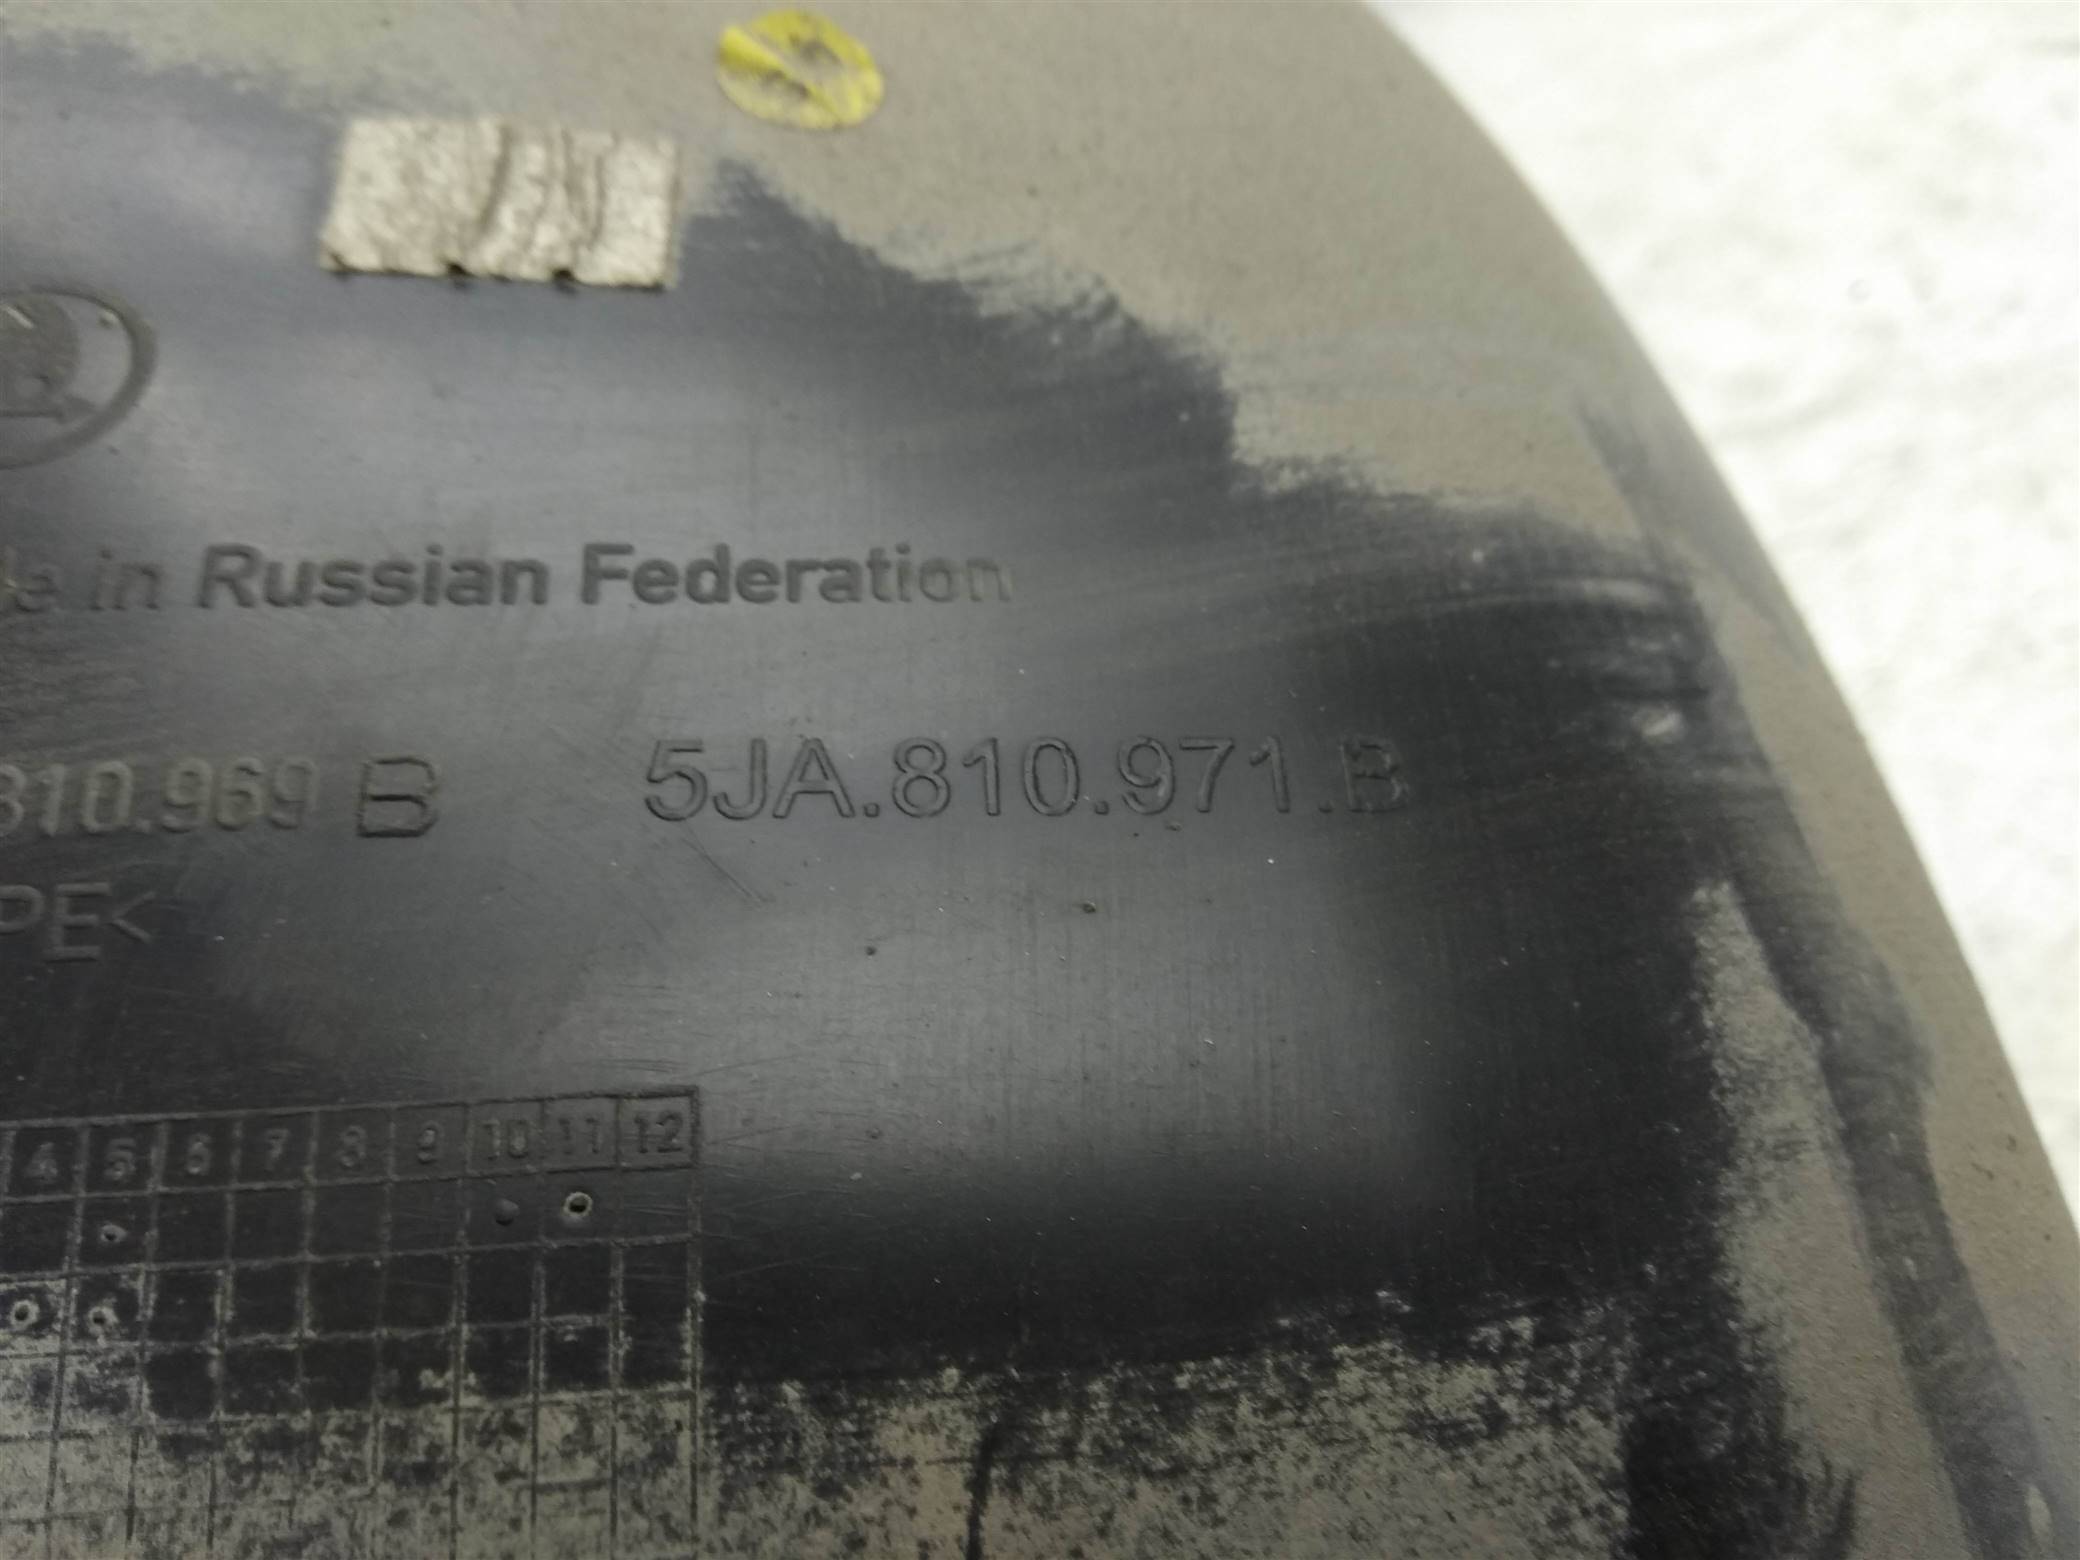 in Russian Federation
810.969 B 5JA.810.971.B
PE<
4 5 6 7 8 9 10 11 12